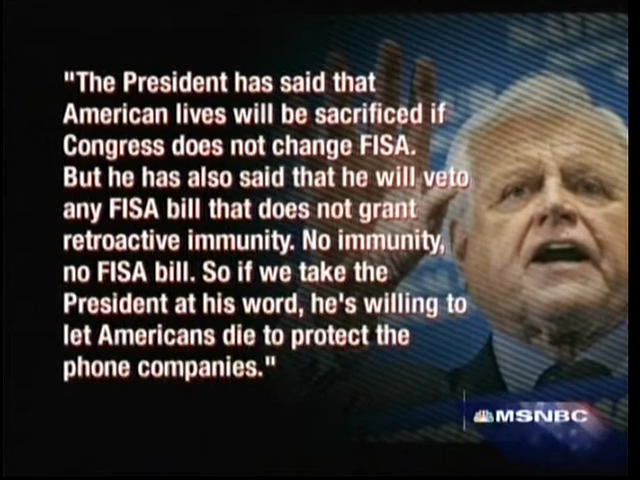 "The President has said that
American lives will be sacrificed if
Congress does not change FISA.
But he has also said that he will veto
any FISA bill that does not grant
retroactive immunity. No immunity,
no FISA bill. So if we take the
President at his word, he's willing to
let Americans die to protect the
phone companies."
MSNBC